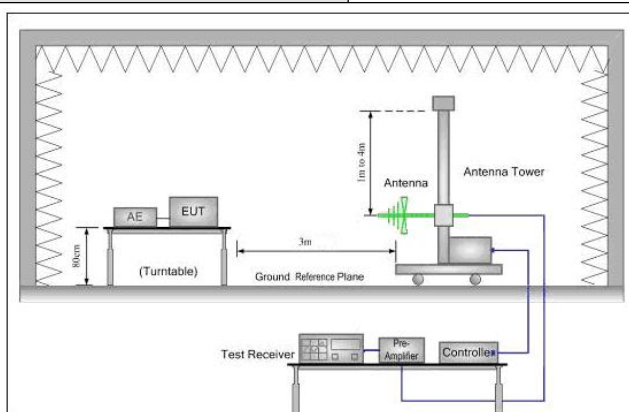 1m to 4m
Antenna
Antenna Tower
AE
EUT
80cm
(Turntable)
3m
Ground Reference Plane
Test Receiver
Pre-
Amplifier
Controller